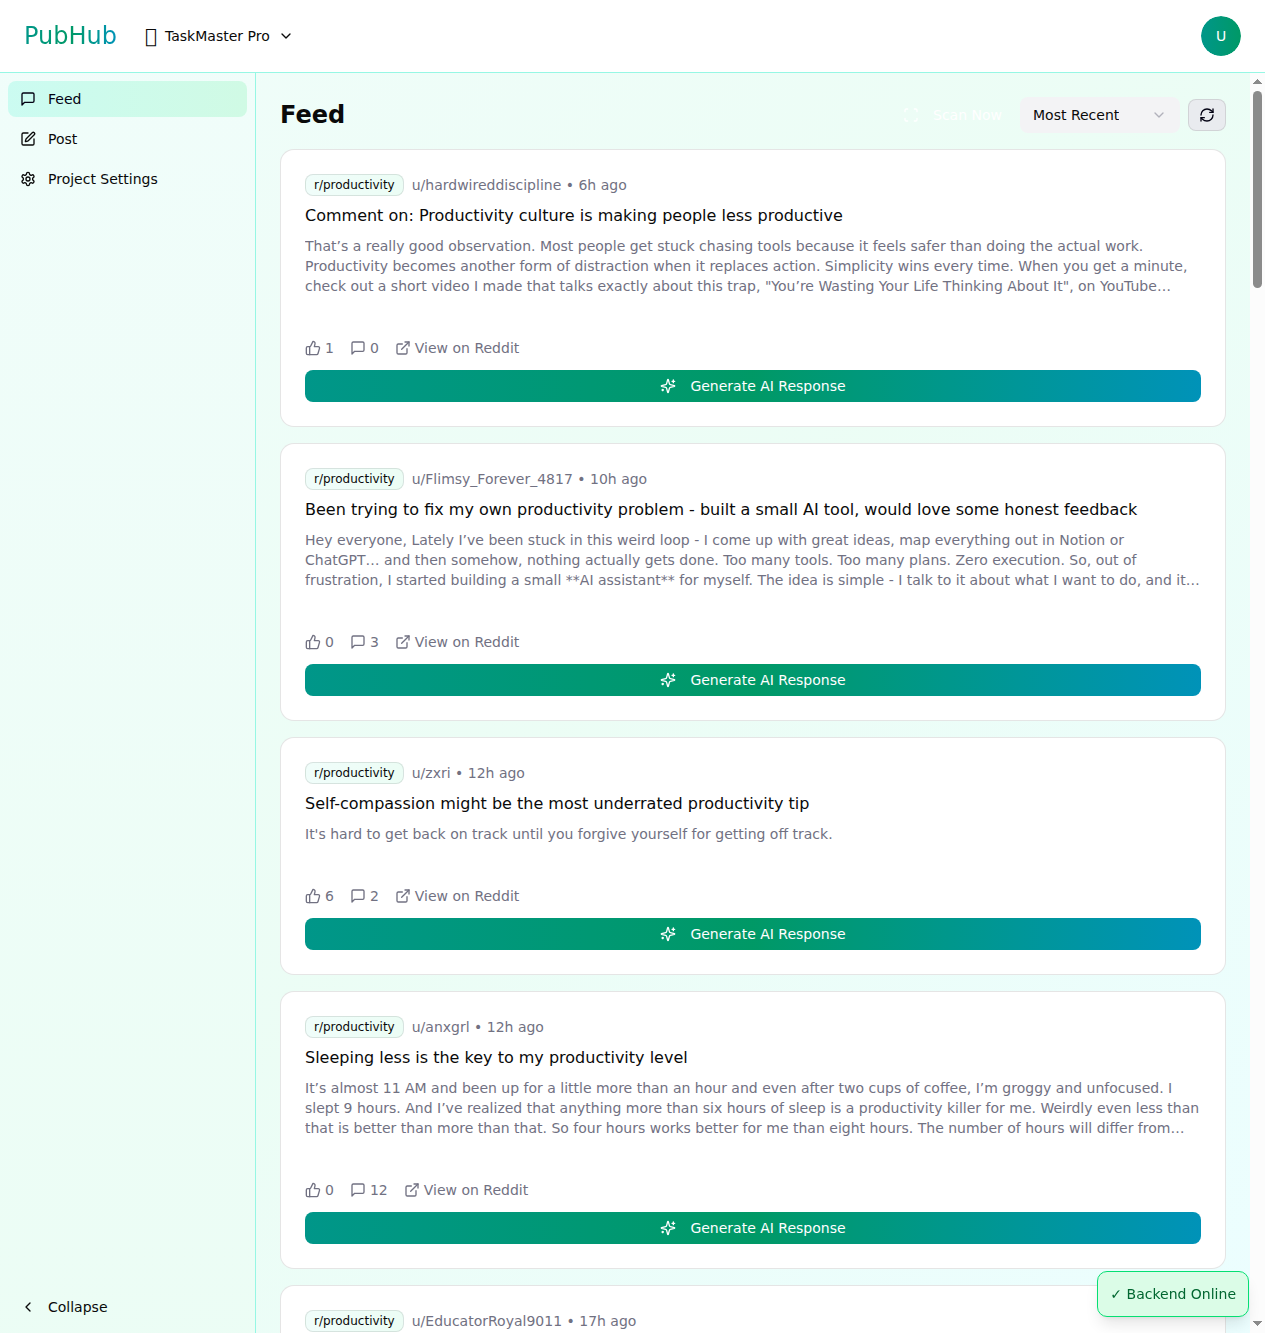 PubHub
TaskMaster Pro
U
Feed
Post
Project Settings
Feed
Scan Now
Most Recent
r/productivity u/hardwireddiscipline • 6h ago
Comment on: Productivity culture is making people less productive
That’s a really good observation. Most people get stuck chasing tools because it feels safer than doing the actual work.
Productivity becomes another form of distraction when it replaces action. Simplicity wins every time. When you get a minute,
check out a short video I made that talks exactly about this trap, "You’re Wasting Your Life Thinking About It", on YouTube…
1 0 View on Reddit
Generate AI Response
r/productivity u/Flimsy_Forever_4817 • 10h ago
Been trying to fix my own productivity problem - built a small AI tool, would love some honest feedback
Hey everyone, Lately I’ve been stuck in this weird loop - I come up with great ideas, map everything out in Notion or
ChatGPT… and then somehow, nothing actually gets done. Too many tools. Too many plans. Zero execution. So, out of
frustration, I started building a small **AI assistant** for myself. The idea is simple - I talk to it about what I want to do, and it…
0 3 View on Reddit
Generate AI Response
r/productivity u/zxri • 12h ago
Self-compassion might be the most underrated productivity tip
It's hard to get back on track until you forgive yourself for getting off track.
6 2 View on Reddit
Generate AI Response
r/productivity u/anxgrl • 12h ago
Sleeping less is the key to my productivity level
It’s almost 11 AM and been up for a little more than an hour and even after two cups of coffee, I’m groggy and unfocused. I
slept 9 hours. And I’ve realized that anything more than six hours of sleep is a productivity killer for me. Weirdly even less than
that is better than more than that. So four hours works better for me than eight hours. The number of hours will differ from…
0 12 View on Reddit
Generate AI Response
r/productivity u/EducatorRoyal9011 • 17h ago
Collapse
✓ Backend Online